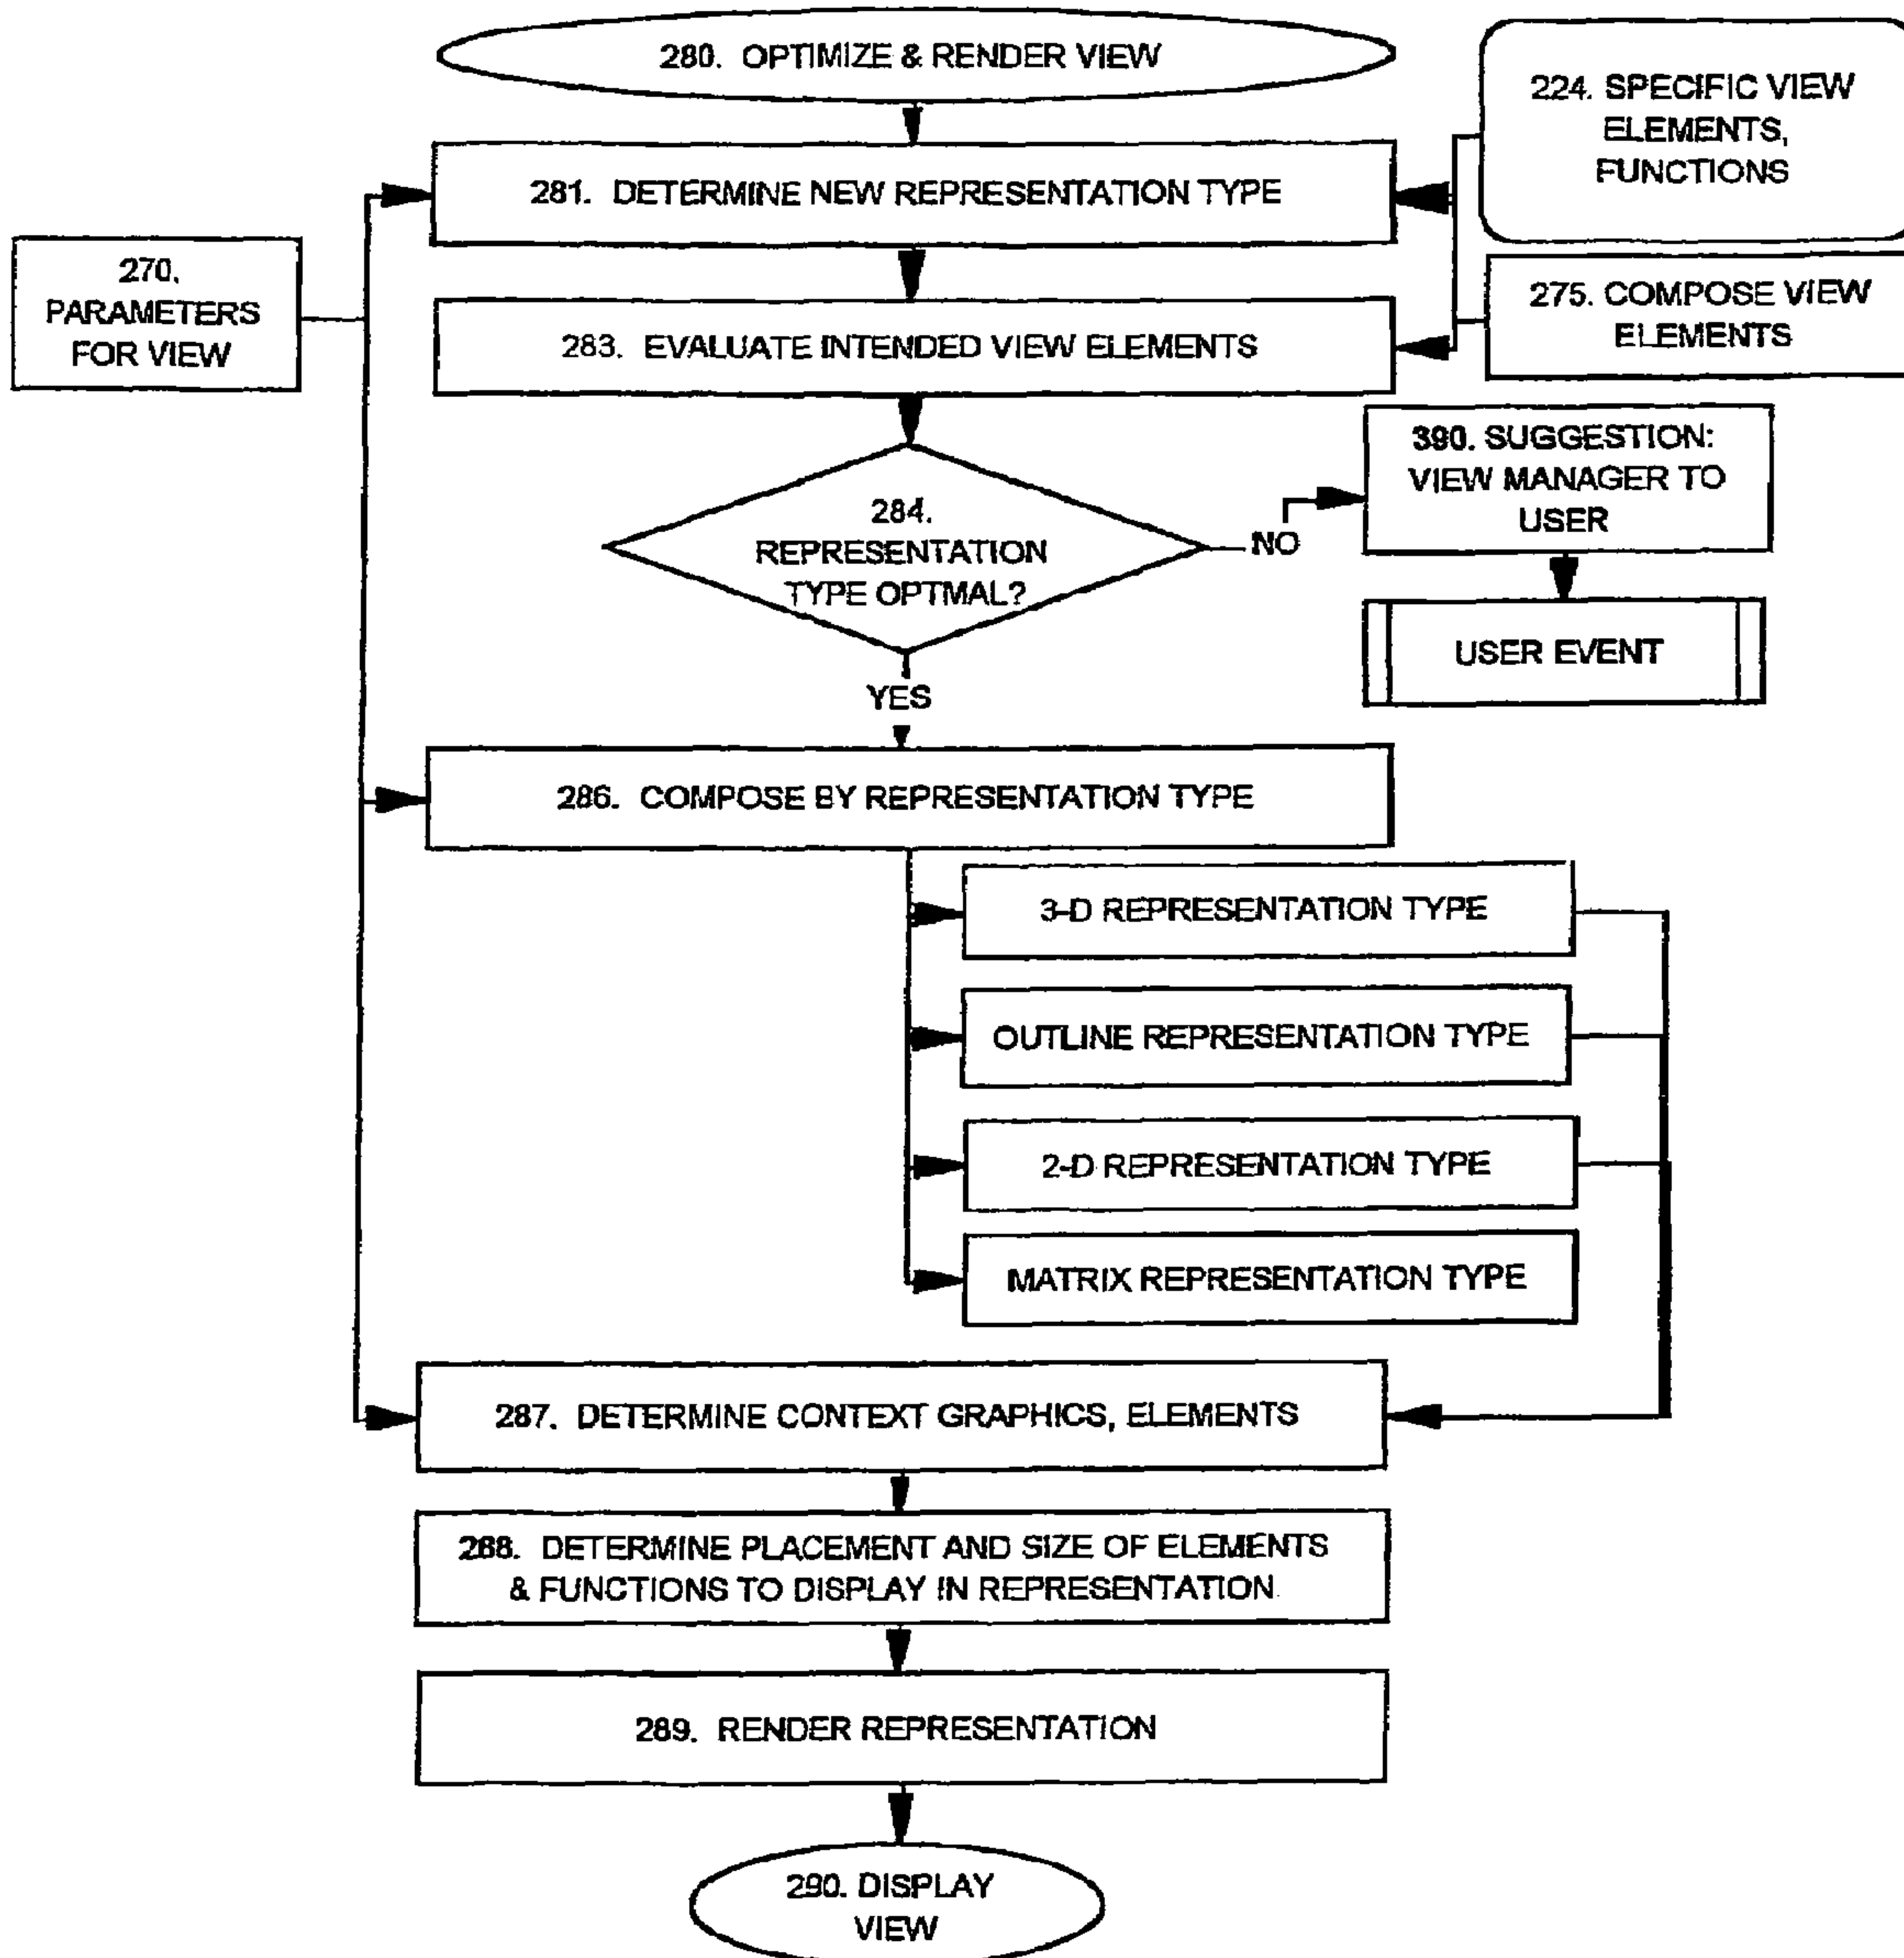 280. OPTIMIZE & RENDER VIEW
224. SPECIFIC VIEW
ELEMENTS,
FUNCTIONS
281. DETERMINE NEW REPRESENTATION TYPE
270.
PARAMETERS
FOR VIEW
275. COMPOSE VIEW
ELEMENTS
283. EVALUATE INTENDED VIEW ELEMENTS
390. SUGGESTION:
VIEW MANAGER TO
USER
284.
REPRESENTATION
TYPE OPTMAL?
NO
USER EVENT
YES
286. COMPOSE BY REPRESENTATION TYPE
3-D REPRESENTATION TYPE
OUTLINE REPRESENTATION TYPE
2-D REPRESENTATION TYPE
MATRIX REPRESENTATION TYPE
287. DETERMINE CONTEXT GRAPHICS, ELEMENTS
288. DETERMINE PLACEMENT AND SIZE OF ELEMENTS
& FUNCTIONS TO DISPLAY IN REPRESENTATION
289. RENDER REPRESENTATION
290. DISPLAY
VIEW